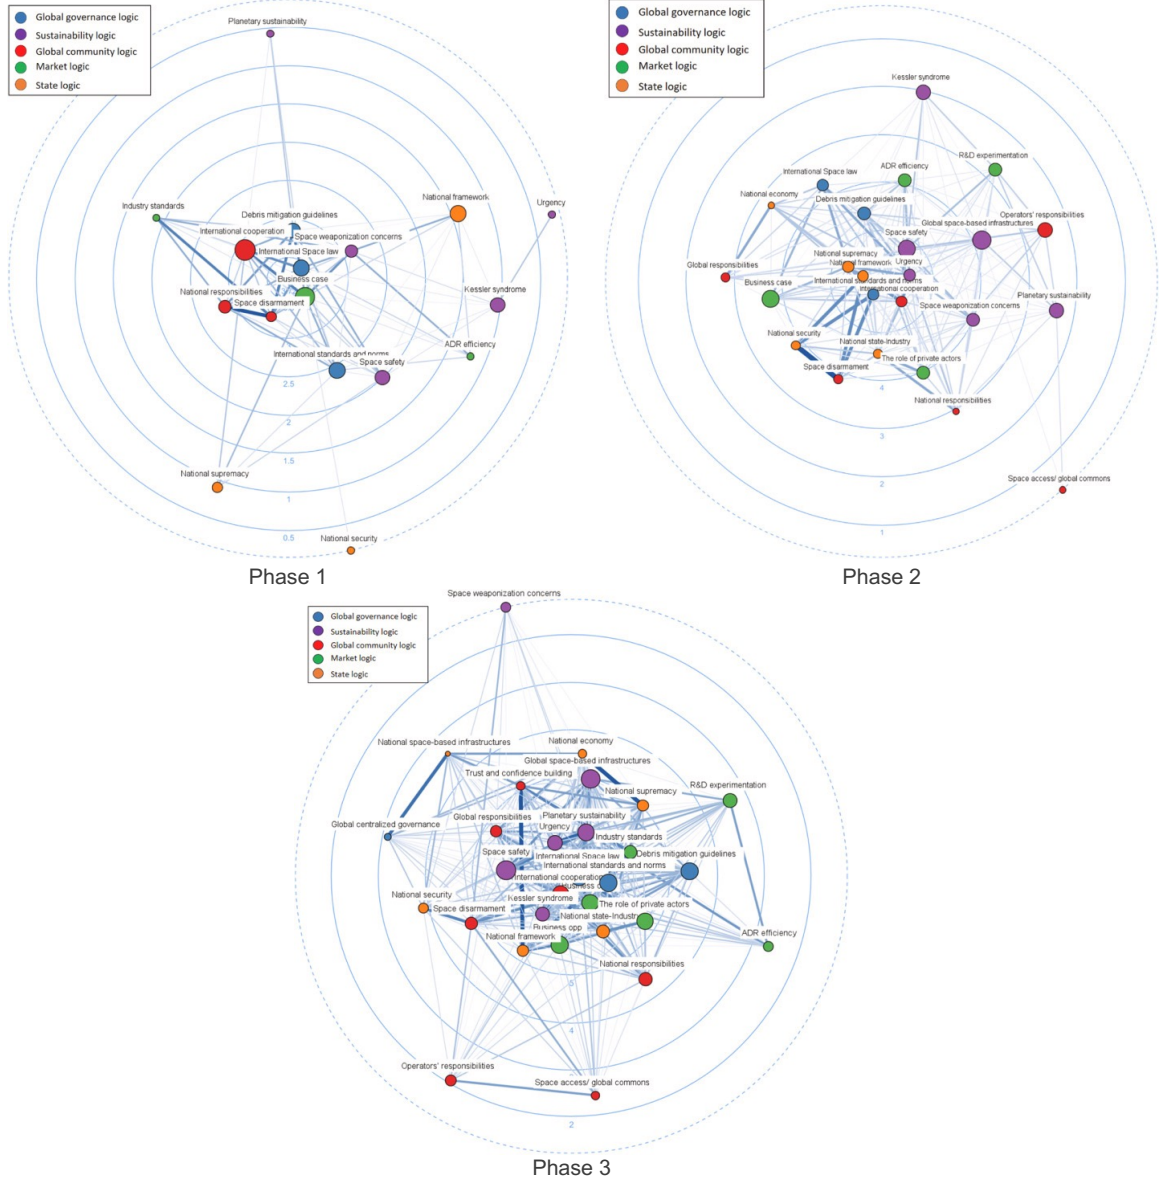 Global governance logic
Sustainability logic
Global community logic
Market logic
State logic
Planetary sustainability
Industry standards
International cooperation
Debris mitigation guidelines
Space weaponization concerns
International Space law
National framework
Urgency
Business case
National responsibilities
Space disarmament
Kessler syndrome
ADR efficiency
International standards and norms
Space safety
2.5
2
1.5
National supremacy
1
0.5
National security
Phase 1
Global governance logic
Sustainability logic
Global community logic
Market logic
State logic
Kessler syndrome
R&D experimentation
ADR efficiency
International Space law
National economy
Debris mitigation guidelines
Operators' responsibilities
Global space-based infrastructures
Space safety
National supremacy
National framework
Urgency
Global responsibilities
Business case
International standards and norms
International cooperation
Space weaponization concerns
Planetary sustainability
National security
National state-Industry
The role of private actors
Space disarmament
4
National responsibilities
3
Space access/ global commons
2
1
Phase 2
Space weaponization concerns
Global governance logic
Sustainability logic
Global community logic
Market logic
State logic
National space-based infrastructures
National economy
Global space-based infrastructures
Trust and confidence building
National supremacy
R&D experimentation
Global responsibilities
Planetary sustainability
Global centralized governance
Urgency
Industry standards
Space safety
International Space law
Debris mitigation guidelines
International standards and norms
International cooperation
National security
Kessler syndrome
The role of private actors
Space disarmament
National state-Industry
Business opp
National framework
ADR efficiency
National responsibilities
4
Operators' responsibilities
Space access/ global commons
2
Phase 3